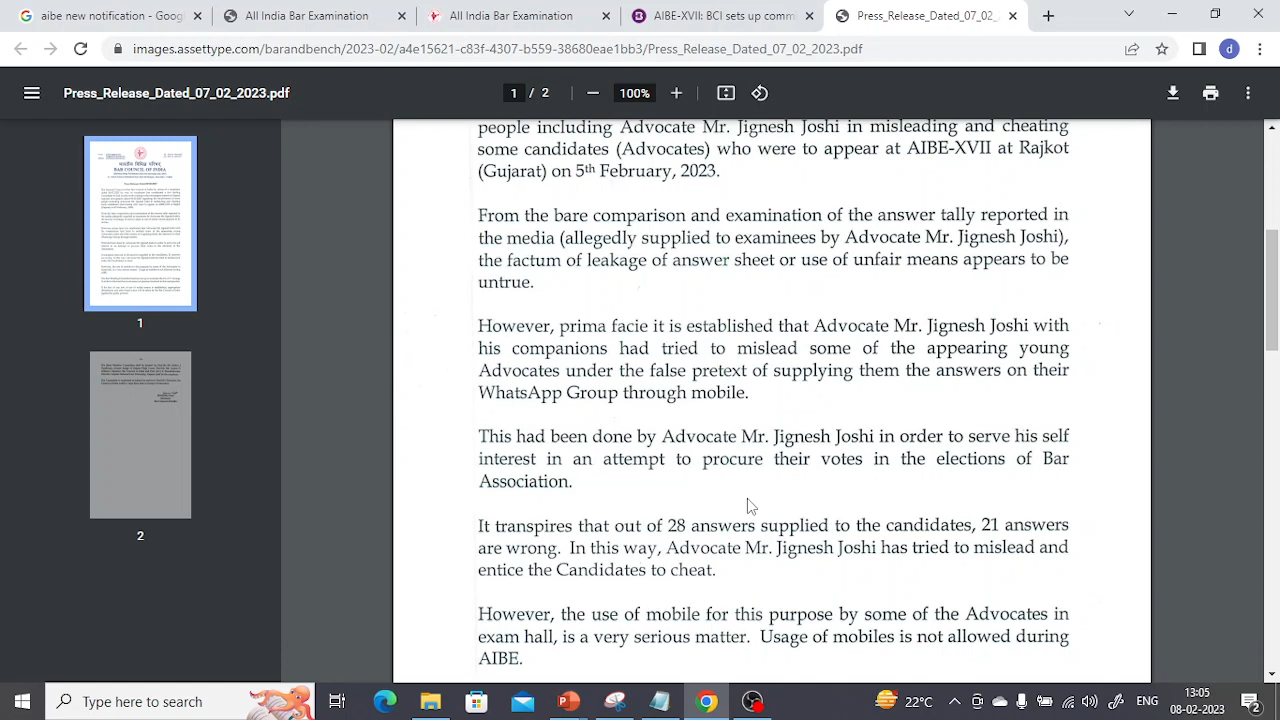 aibe new notification - Goog
All India Bar Examination
All India Bar Examination
AIBE-XVII: BCI sets up comm
Press_Release_Dated_07_02_
images.assettype.com/barandbench/2023-02/a4e15621-c83f-4307-b559-38680eae1bb3/Press_Release_Dated_07_02_2023.pdf
d
Press_Release_Dated_07_02_2023.pdf
1 / 2
100%
people including Advocate Mr. Jignesh Joshi in misleading and cheating
some candidates (Advocates) who were to appear at AIBE-XVII at Rajkot
(Gujarat) on 5th February, 2023.
From the bare comparison and examination of the answer tally reported in
the media (allegedly supplied to examinees by Advocate Mr. Jignesh Joshi),
the factum of leakage of answer sheet or use of unfair means appears to be
untrue.
However, prima facie it is established that Advocate Mr. Jignesh Joshi with
his companions had tried to mislead some of the appearing young
Advocates under the false pretext of supplying them the answers on their
WhatsApp Group through mobile.
This had been done by Advocate Mr. Jignesh Joshi in order to serve his self
interest in an attempt to procure their votes in the elections of Bar
Association.
It transpires that out of 28 answers supplied to the candidates, 21 answers
are wrong. In this way, Advocate Mr. Jignesh Joshi has tried to mislead and
entice the Candidates to cheat.
However, the use of mobile for this purpose by some of the Advocates in
exam hall, is a very serious matter. Usage of mobiles is not allowed during
AIBE.
BAR COUNCIL OF INDIA
1
2
Type here to search
22°C
ENG
3:05
08-02-2023
2